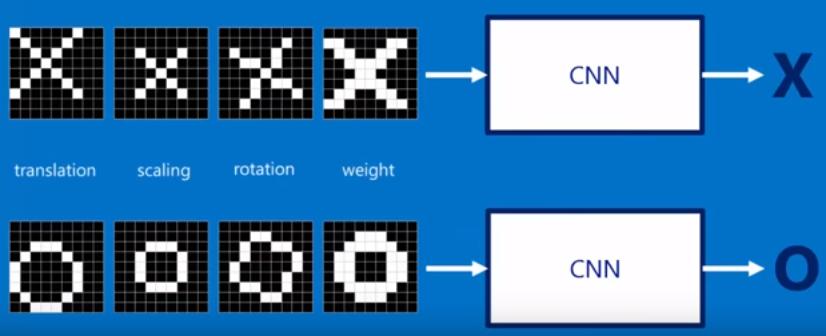 CNN
X
translation scaling rotation weight
CNN
O